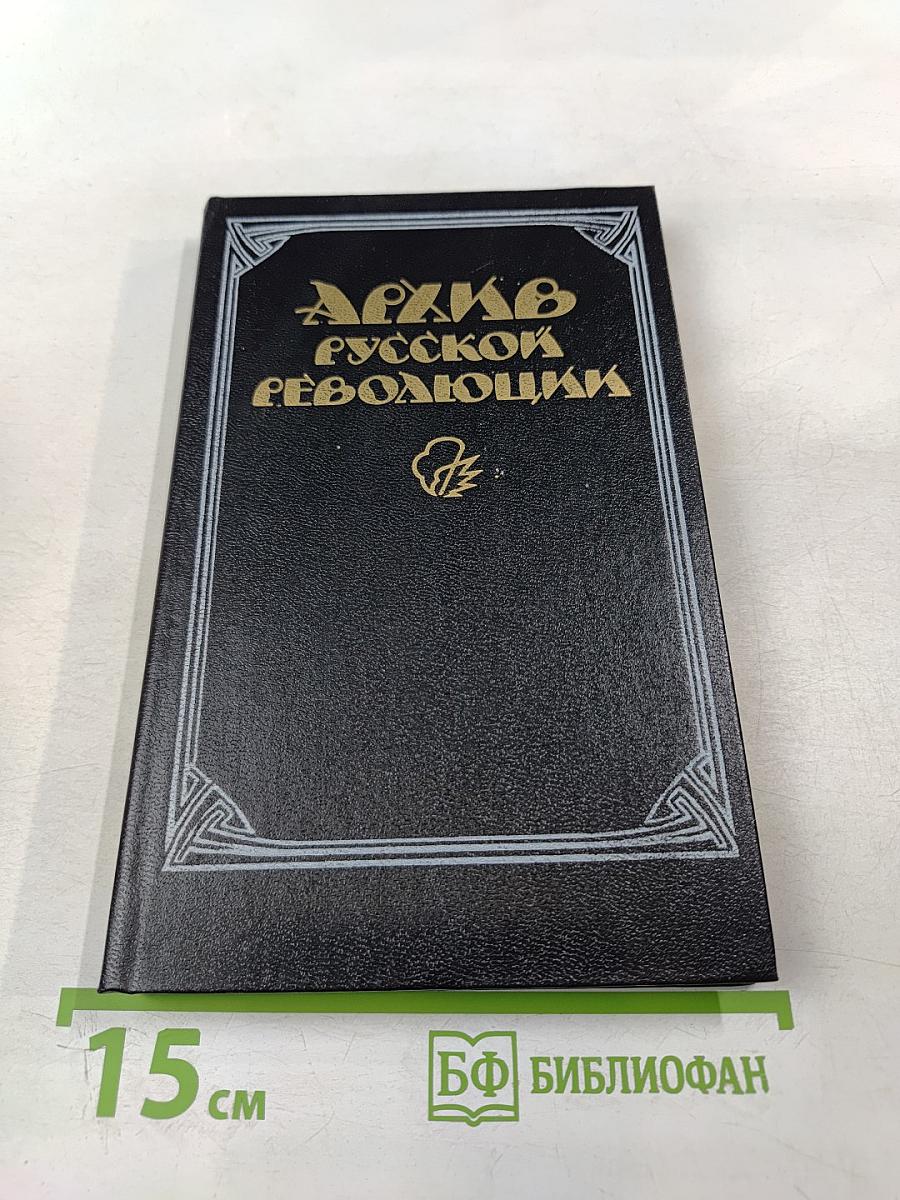 АРХИВ
РУССКОЙ
РЕВОЛЮЦИИ
15 см
БФ БИБЛИОФАН